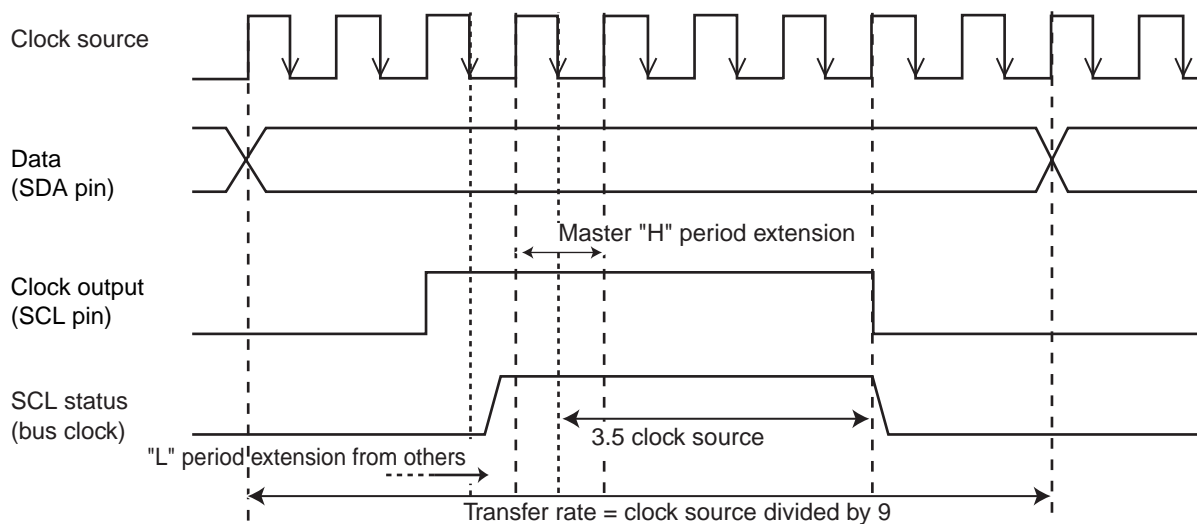 Clock source
Data
(SDA pin)
Master "H" period extension
Clock output
(SCL pin)
SCL status
(bus clock)
3.5 clock source
"L" period extension from others
Transfer rate = clock source divided by 9